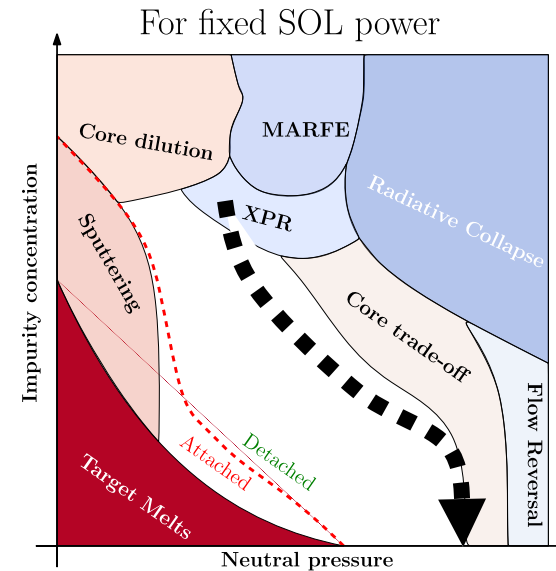 For fixed SOL power
Core dilution
MARFE
Radiative Collapse
XPR
Sputtering
Core trade-off
Flow Reversal
Detached
Attached
Target Melts
Impurity concentration
Neutral pressure